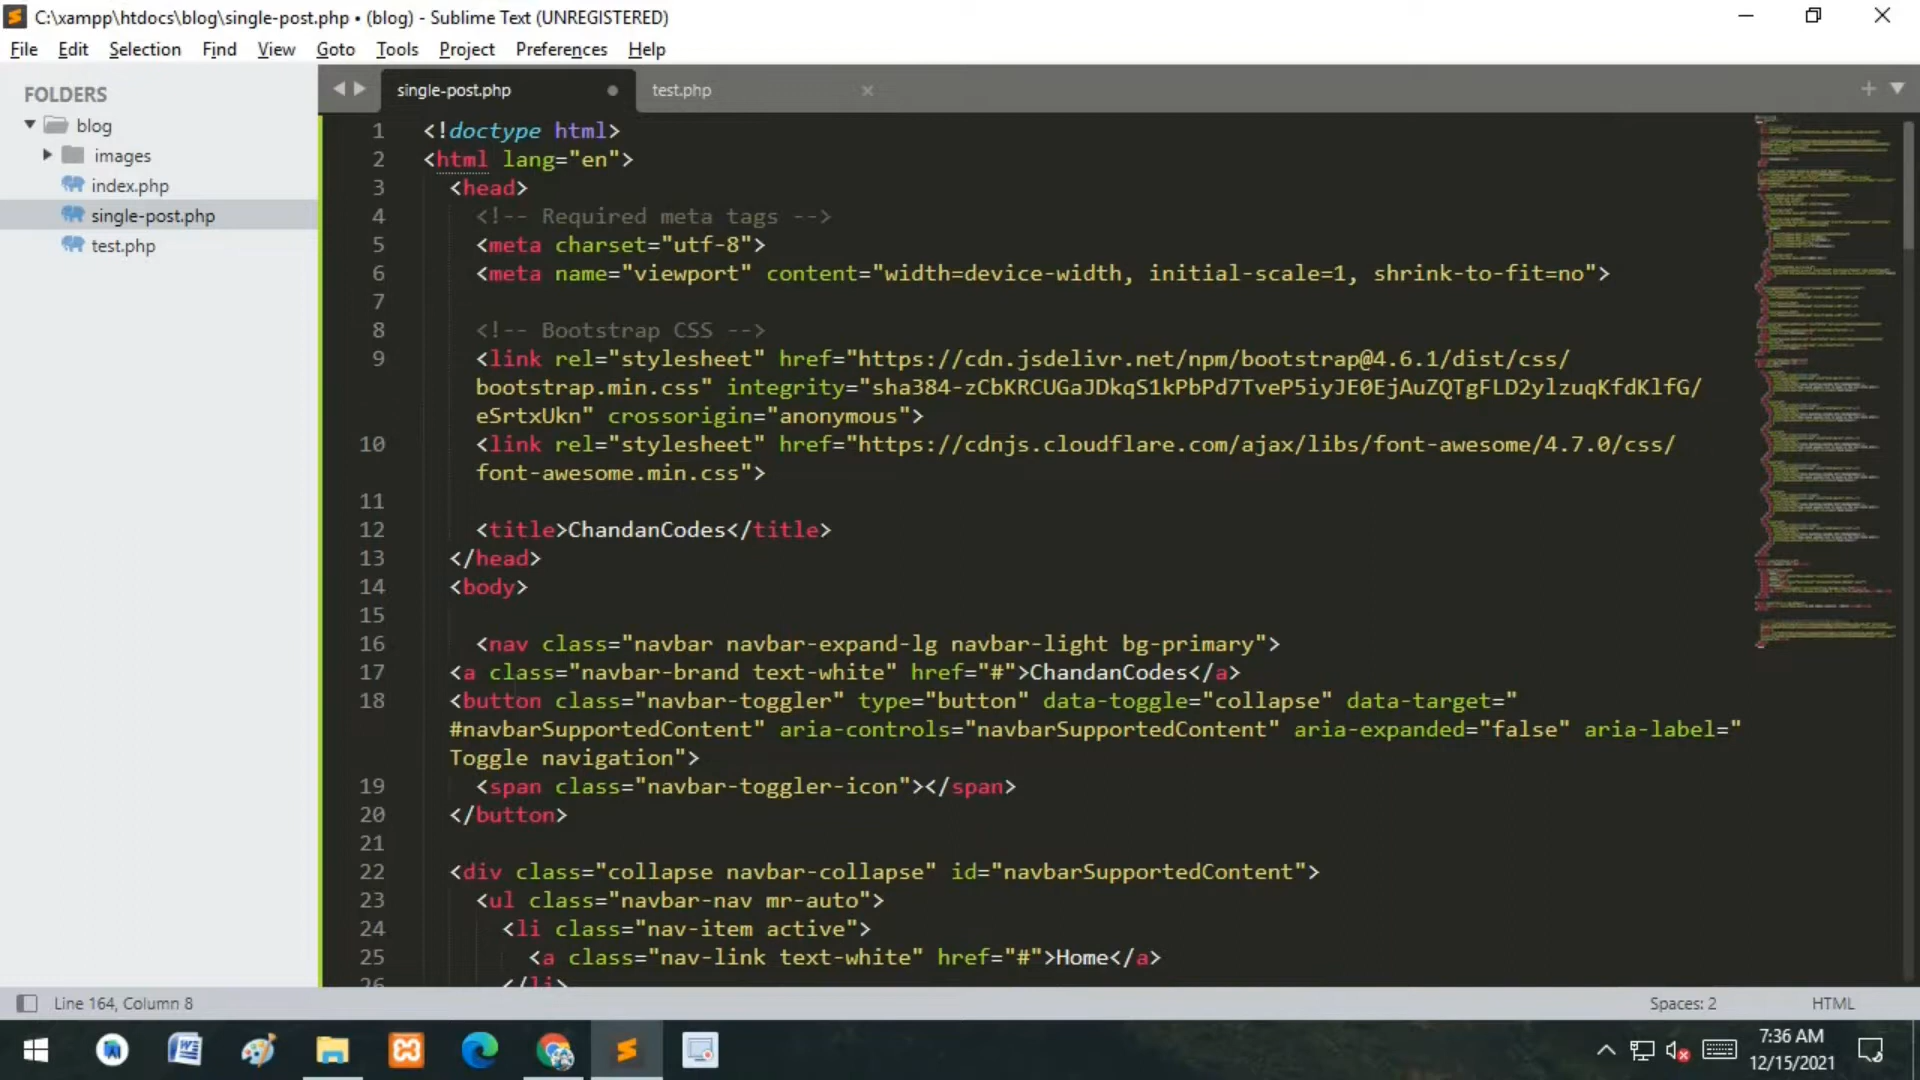 C:\xampp\htdocs\blog\single-post.php • (blog) - Sublime Text (UNREGISTERED)
File Edit Selection Find View Goto Tools Project Preferences Help
FOLDERS
blog
images
index.php
single-post.php
test.php
single-post.php
test.php
1 <!doctype html>
2 <html lang="en">
3 <head>
4 <!-- Required meta tags -->
5 <meta charset="utf-8">
6 <meta name="viewport" content="width=device-width, initial-scale=1, shrink-to-fit=no">
7
8 <!-- Bootstrap CSS -->
9 <link rel="stylesheet" href="https://cdn.jsdelivr.net/npm/bootstrap@4.6.1/dist/css/
bootstrap.min.css" integrity="sha384-zCbKRCUGaJDkqS1kPbPd7TveP5iyJE0EjAuZQTgFLD2ylzuqKfdKlfG/
eSrtxUkn" crossorigin="anonymous">
10 <link rel="stylesheet" href="https://cdnjs.cloudflare.com/ajax/libs/font-awesome/4.7.0/css/
font-awesome.min.css">
11
12 <title>ChandanCodes</title>
13 </head>
14 <body>
15
16 <nav class="navbar navbar-expand-lg navbar-light bg-primary">
17 <a class="navbar-brand text-white" href="#">ChandanCodes</a>
18 <button class="navbar-toggler" type="button" data-toggle="collapse" data-target="
#navbarSupportedContent" aria-controls="navbarSupportedContent" aria-expanded="false" aria-label="
Toggle navigation">
19 <span class="navbar-toggler-icon"></span>
20 </button>
21
22 <div class="collapse navbar-collapse" id="navbarSupportedContent">
23 <ul class="navbar-nav mr-auto">
24 <li class="nav-item active">
25 <a class="nav-link text-white" href="#">Home</a>
26 </li>
Line 164, Column 8
Spaces: 2
HTML
7:36 AM
12/15/2021